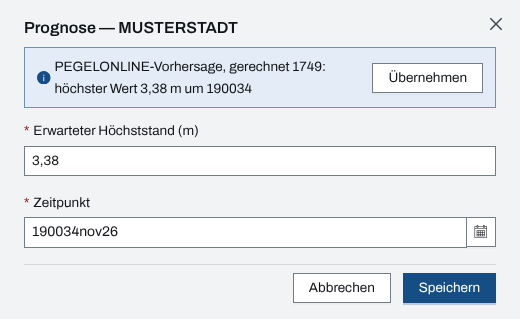 Prognose — MUSTERSTADT
PEGELONLINE-Vorhersage, gerechnet 1749:
höchster Wert 3,38 m um 190034
Übernehmen
* Erwarteter Höchststand (m)
3,38
* Zeitpunkt
190034nov26
Abbrechen
Speichern